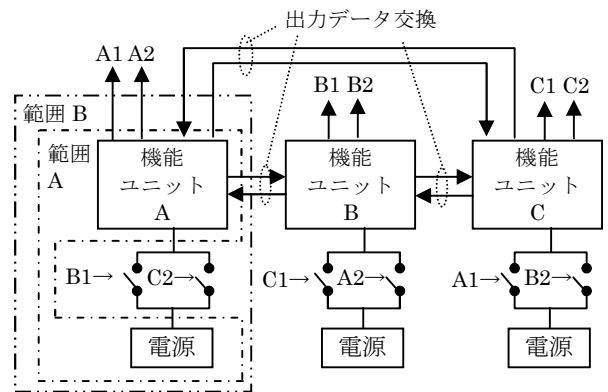 出力データ交換
A1 A2
B1 B2
C1 C2
範囲 B
範囲
A
機能
ユニット
A
機能
ユニット
B
機能
ユニット
C
B1→ C2→
C1→ A2→
A1→ B2→
電源
電源
電源